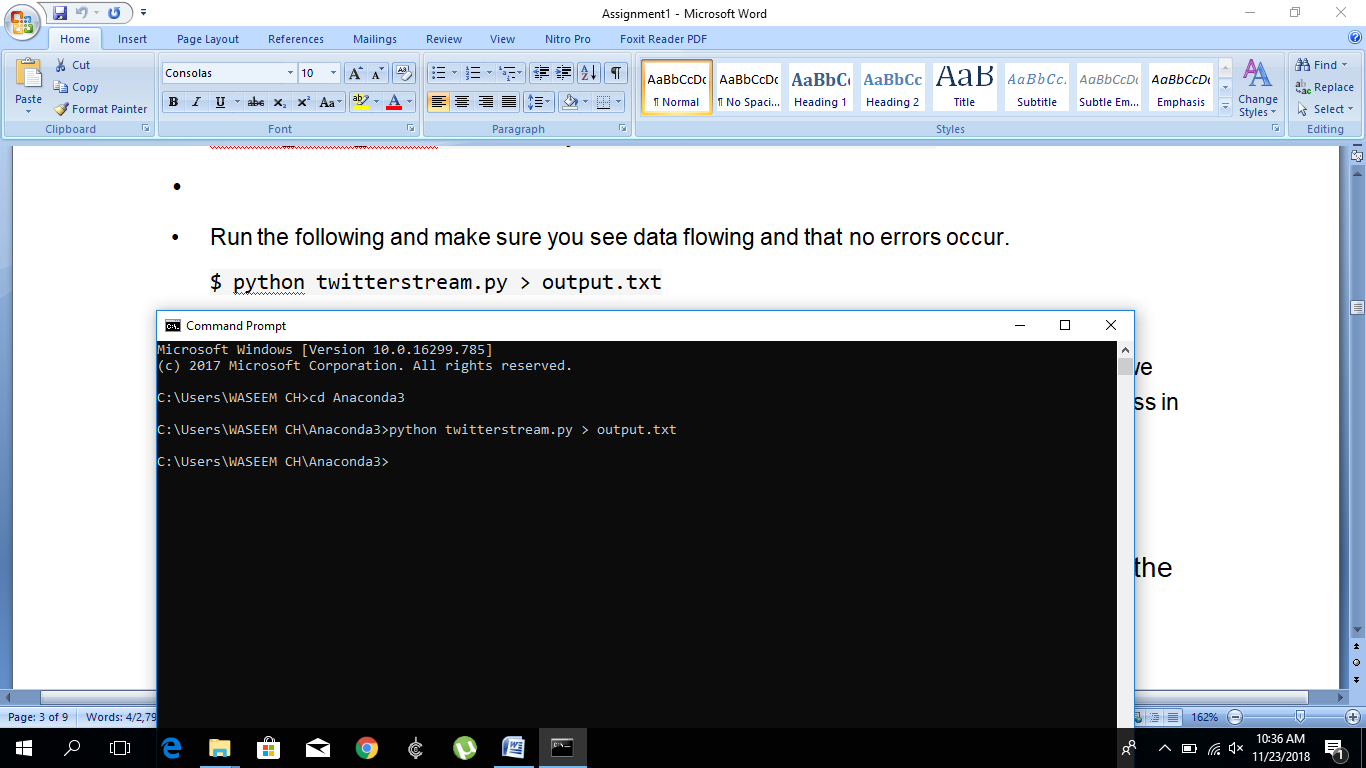 Assignment1 - Microsoft Word
Home Insert Page Layout References Mailings Review View Nitro Pro Foxit Reader PDF
Paste
Cut
Copy
Format Painter
Clipboard
Consolas 10
Font
Paragraph
AaBbCcDc AaBbCcDc AaBbCc AaBbCc AaB AaBbCc. AaBbCcDc AaBbCcDc
¶ Normal ¶ No Spaci... Heading 1 Heading 2 Title Subtitle Subtle Em... Emphasis
Change Styles
Styles
Find
Replace
Select
Editing
•
• Run the following and make sure you see data flowing and that no errors occur.
$ python twitterstream.py > output.txt
Command Prompt
Microsoft Windows [Version 10.0.16299.785]
(c) 2017 Microsoft Corporation. All rights reserved.
C:\Users\WASEEM CH>cd Anaconda3
C:\Users\WASEEM CH\Anaconda3>python twitterstream.py > output.txt
C:\Users\WASEEM CH\Anaconda3>
ss in
the
Page: 3 of 9 Words: 4/2,79
162%
10:36 AM
11/23/2018
1